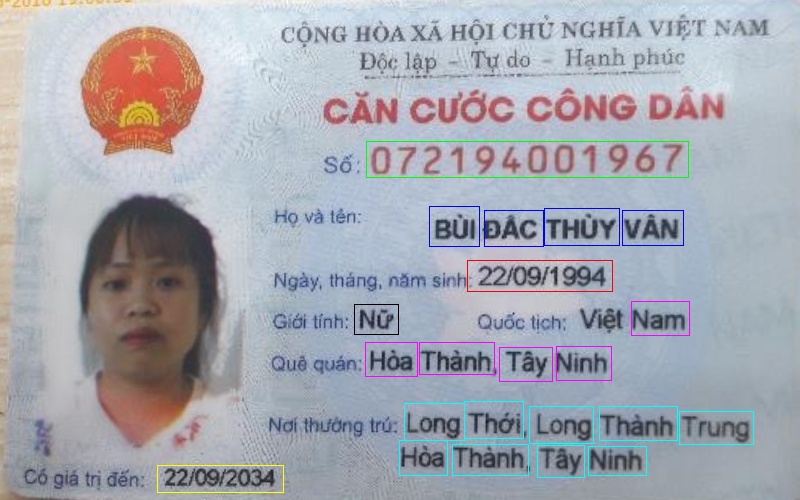 CỘNG HÒA XÃ HỘI CHỦ NGHĨA VIỆT NAM
Độc lập - Tự do - Hạnh phúc
CĂN CƯỚC CÔNG DÂN
Số: 072194001967
Họ và tên: BÙI ĐẮC THÙY VÂN
Ngày, tháng, năm sinh: 22/09/1994
Giới tính: Nữ Quốc tịch: Việt Nam
Quê quán: Hòa Thành, Tây Ninh
Nơi thường trú: Long Thới, Long Thành Trung
Hòa Thành, Tây Ninh
Có giá trị đến: 22/09/2034